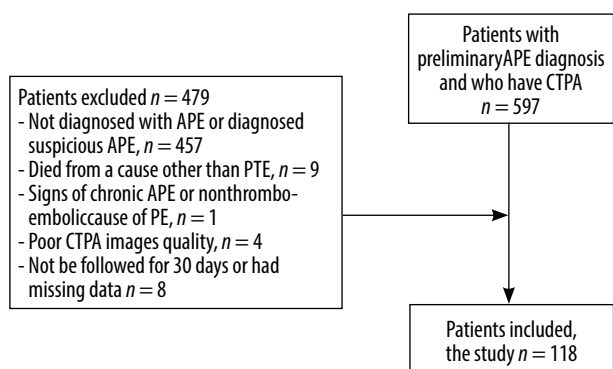 Patients with
preliminaryAPE diagnosis
and who have CTPA
n = 597
Patients excluded n = 479
- Not diagnosed with APE or diagnosed
suspicious APE, n = 457
- Died from a cause other than PTE, n = 9
- Signs of chronic APE or nonthrombo-
emboliccause of PE, n = 1
- Poor CTPA images quality, n = 4
- Not be followed for 30 days or had
missing data n = 8
Patients included,
the study n = 118